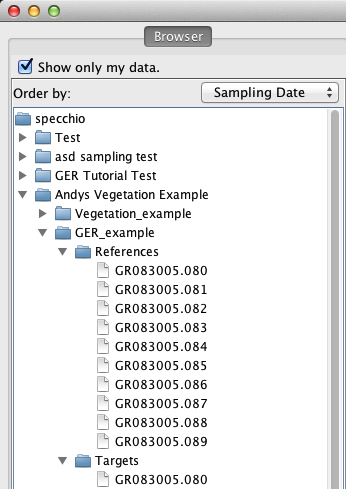 Browser
Show only my data.
Order by: Sampling Date
specchio
Test
asd sampling test
GER Tutorial Test
Andys Vegetation Example
Vegetation_example
GER_example
References
GR083005.080
GR083005.081
GR083005.082
GR083005.083
GR083005.084
GR083005.085
GR083005.086
GR083005.087
GR083005.088
GR083005.089
Targets
GR083005.080